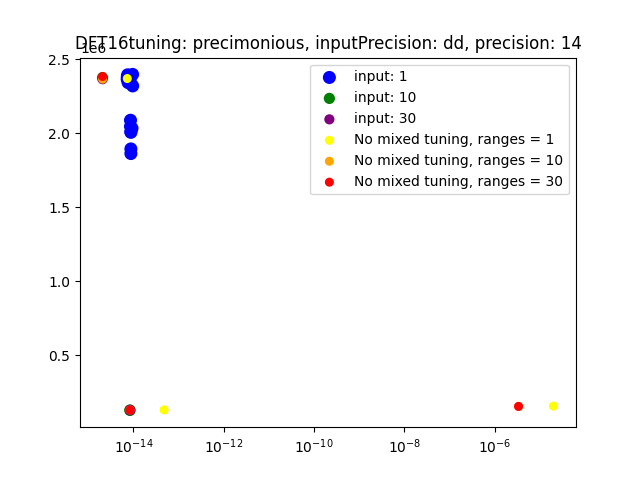 DFT16tuning: precimonious, inputPrecision: dd, precision: 14
1e6
2.5
2.0
1.5
1.0
0.5
input: 1
input: 10
input: 30
No mixed tuning, ranges = 1
No mixed tuning, ranges = 10
No mixed tuning, ranges = 30
10⁻¹⁴ 10⁻¹² 10⁻¹⁰ 10⁻⁸ 10⁻⁶